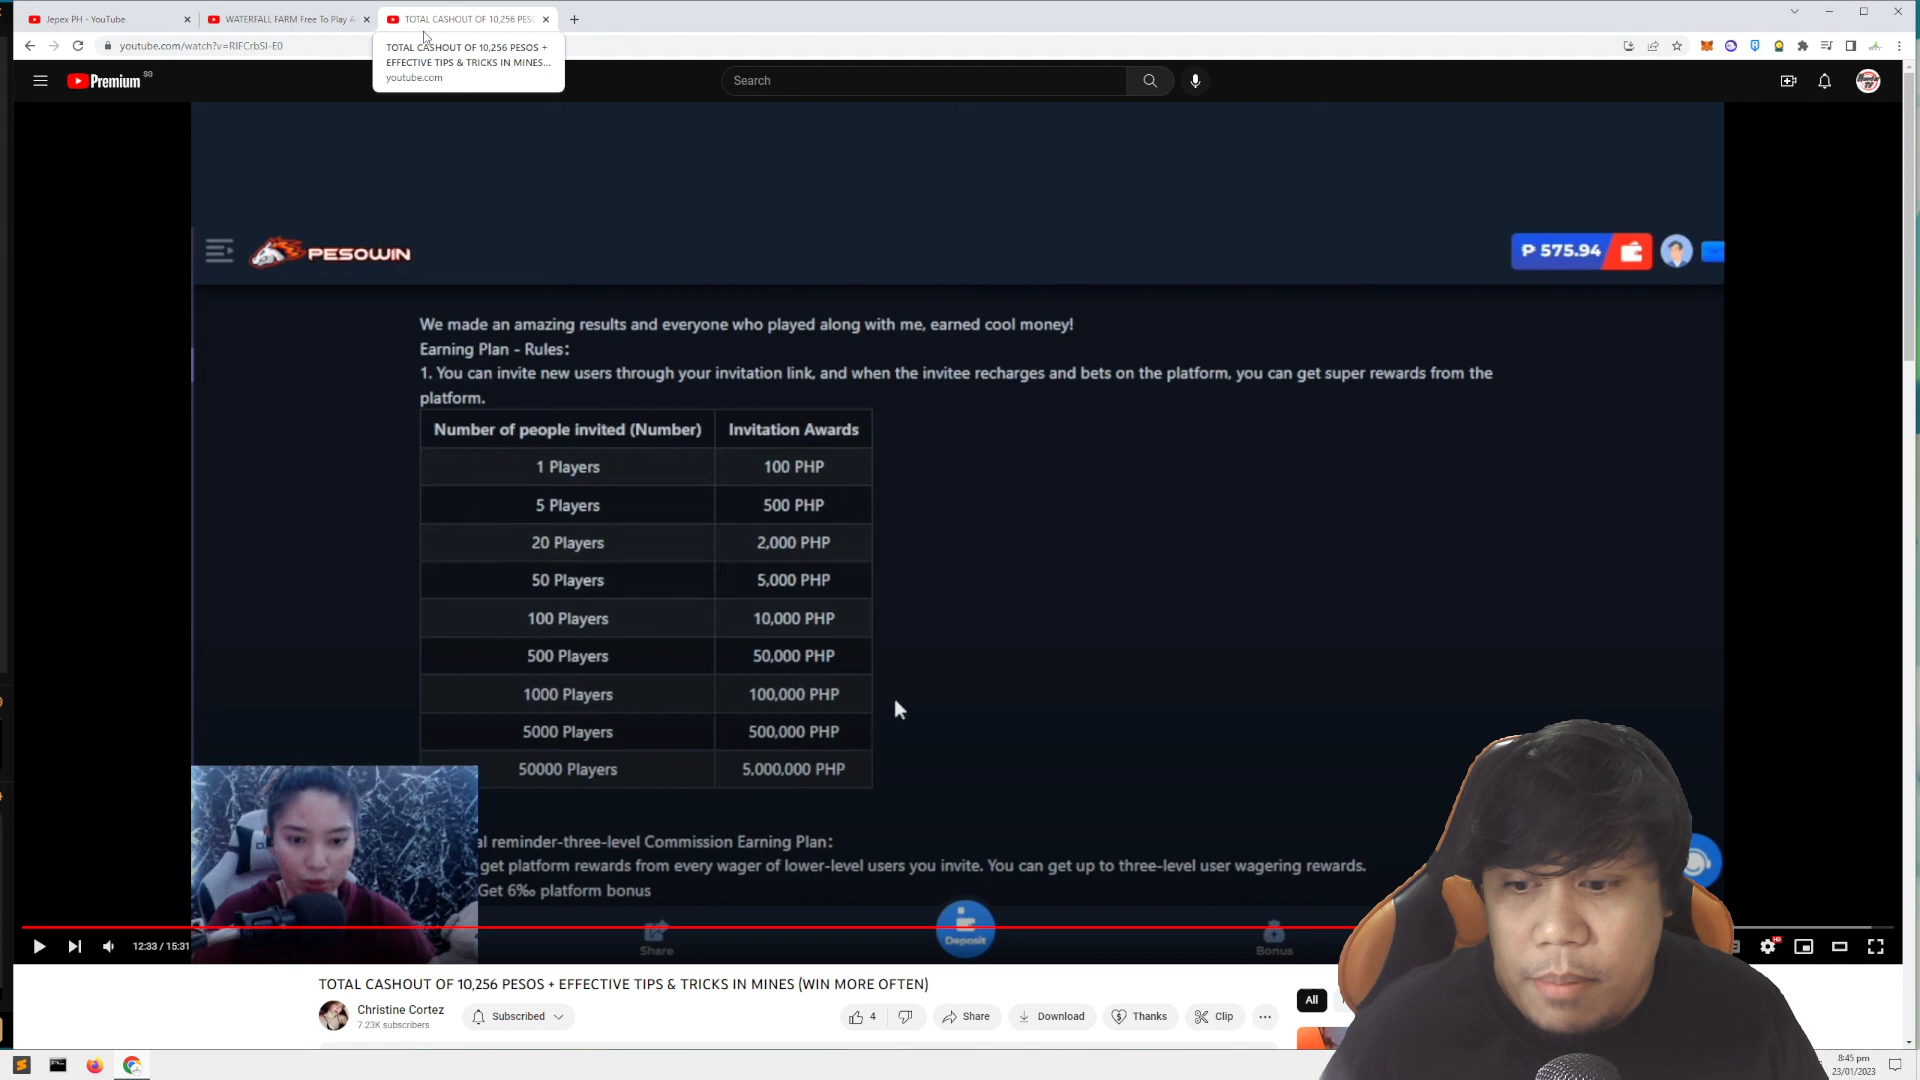 Jepex PH - YouTube
WATERFALL FARM Free To Play A
TOTAL CASHOUT OF 10,256 PESO
youtube.com/watch?v=RlFCrbSI-E0
TOTAL CASHOUT OF 10,256 PESOS +
EFFECTIVE TIPS & TRICKS IN MINES...
youtube.com
Premium SG
Search
PESOWIN
₱ 575.94
We made an amazing results and everyone who played along with me, earned cool money!
Earning Plan - Rules:
1. You can invite new users through your invitation link, and when the invitee recharges and bets on the platform, you can get super rewards from the
platform.
Number of people invited (Number) Invitation Awards
1 Players 100 PHP
5 Players 500 PHP
20 Players 2,000 PHP
50 Players 5,000 PHP
100 Players 10,000 PHP
500 Players 50,000 PHP
1000 Players 100,000 PHP
5000 Players 500,000 PHP
50000 Players 5,000,000 PHP
al reminder-three-level Commission Earning Plan:
get platform rewards from every wager of lower-level users you invite. You can get up to three-level user wagering rewards.
Get 6‰ platform bonus
Share
Deposit
Bonus
12:33 / 15:31
HD
TOTAL CASHOUT OF 10,256 PESOS + EFFECTIVE TIPS & TRICKS IN MINES (WIN MORE OFTEN)
Christine Cortez
7.23K subscribers
Subscribed
4
Share
Download
Thanks
Clip
All
8:45 pm
23/01/2023